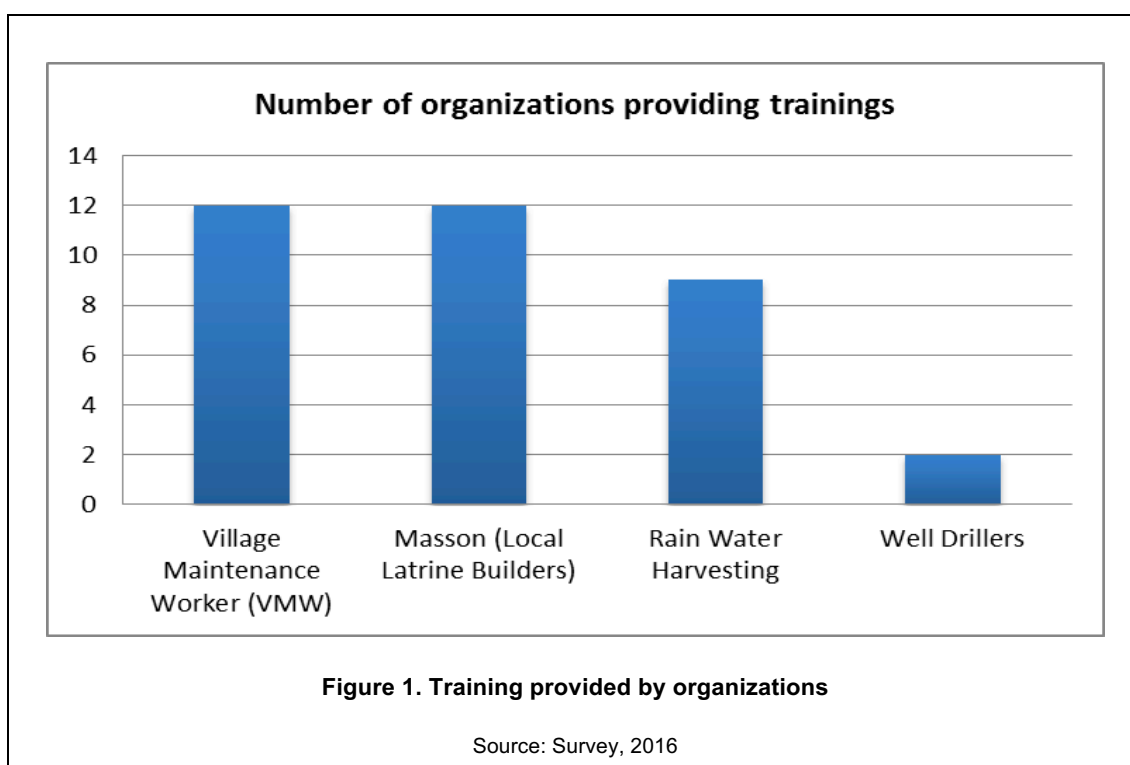 Number of organizations providing trainings
14
12
10
8
6
4
2
0
Village
Maintenance
Worker (VMW)
Masson (Local
Latrine Builders)
Rain Water
Harvesting
Well Drillers
Figure 1. Training provided by organizations
Source: Survey, 2016